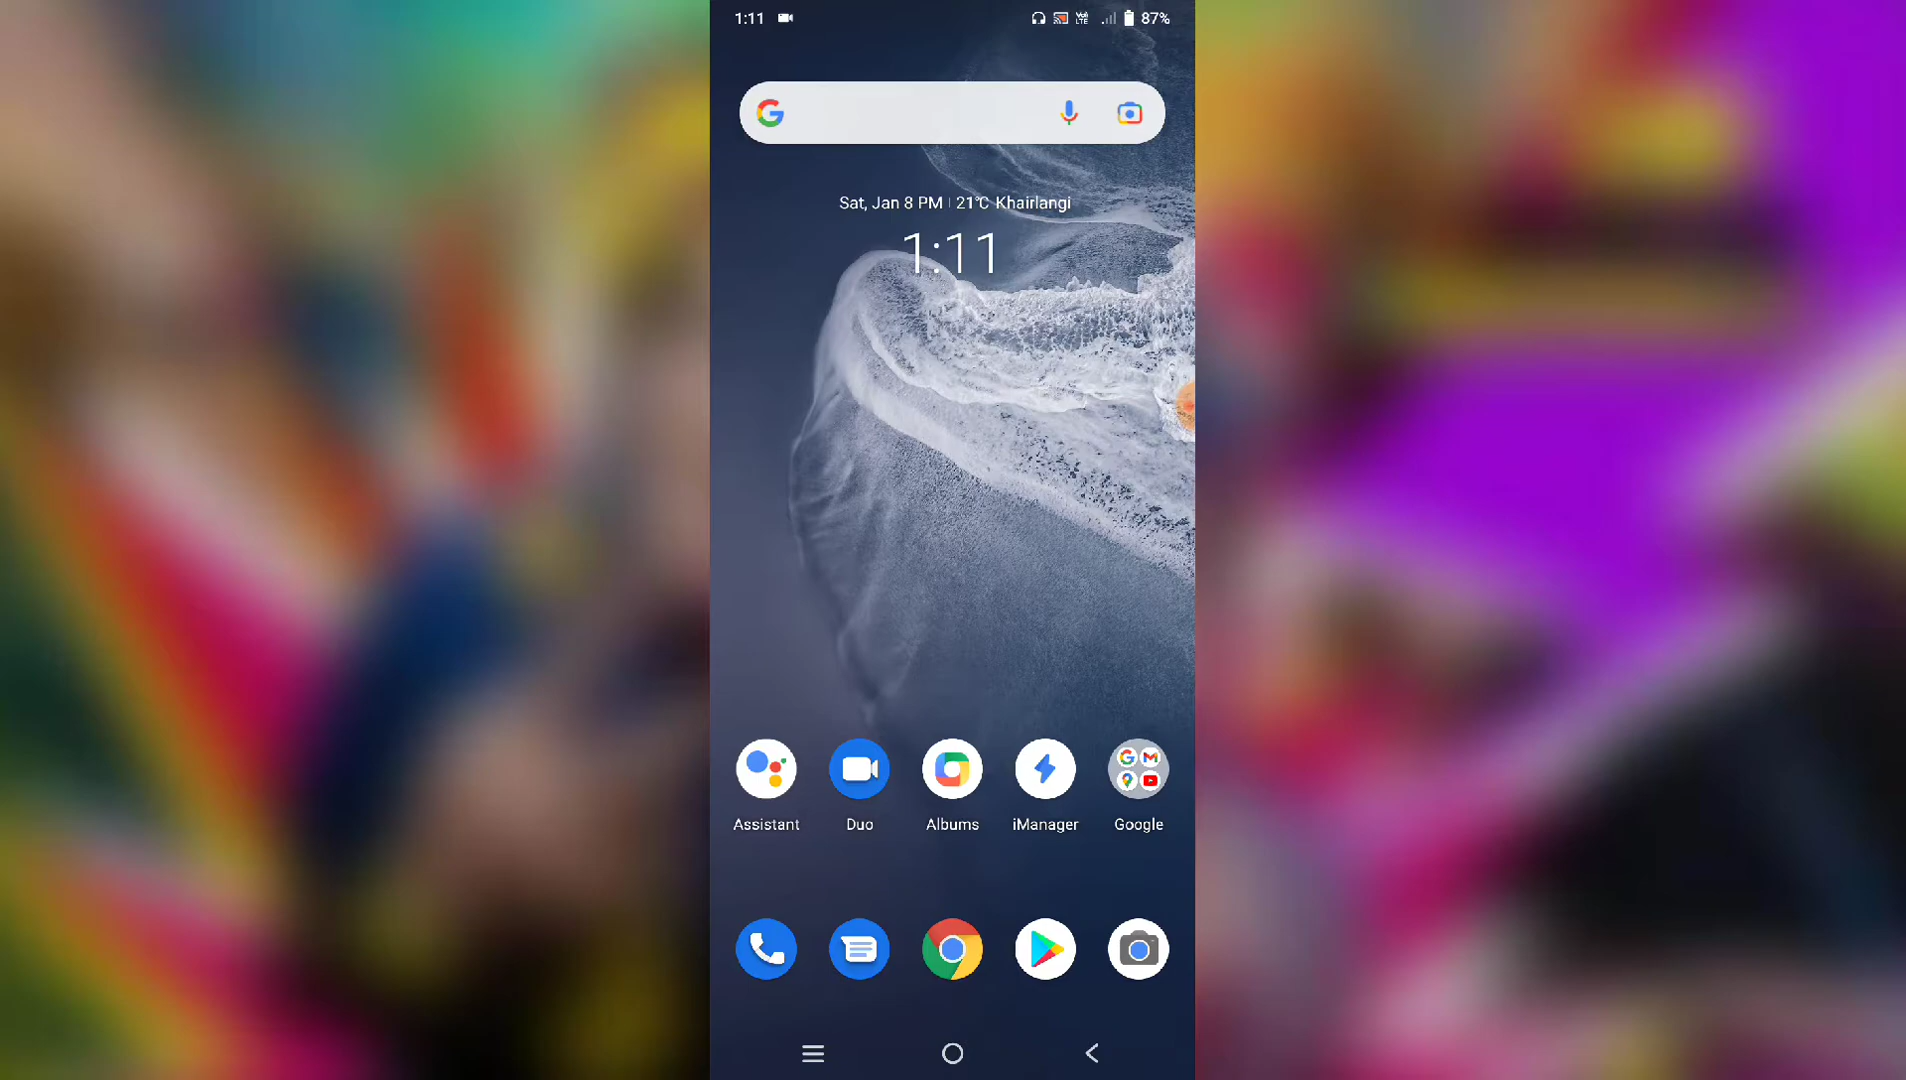 1:11 87%
Sat, Jan 8 PM 21℃ Khairlangi
1:11
Assistant Duo Albums iManager Google